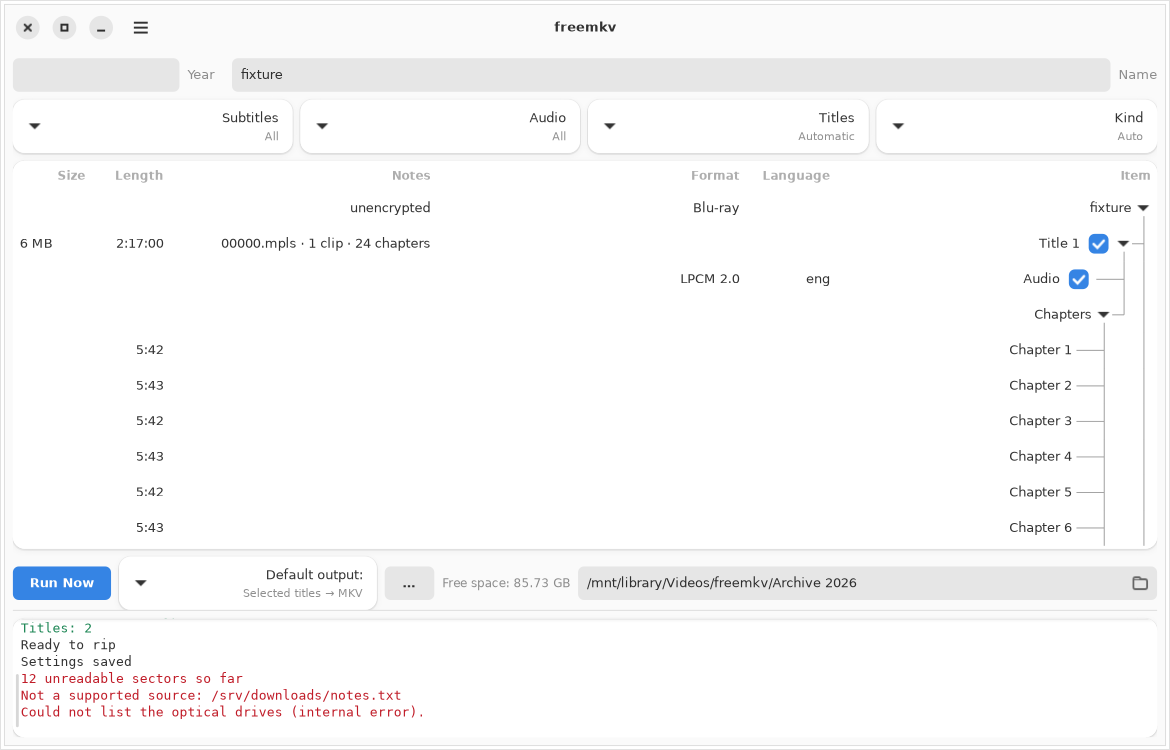 freemkv
Year fixture Name
Subtitles Audio Titles Kind
All All Automatic Auto
Size Length Notes Format Language Item
unencrypted Blu-ray fixture
6 MB 2:17:00 00000.mpls · 1 clip · 24 chapters Title 1
LPCM 2.0 eng Audio
Chapters
5:42 Chapter 1
5:43 Chapter 2
5:42 Chapter 3
5:43 Chapter 4
5:42 Chapter 5
5:43 Chapter 6
Run Now Default output: ... Free space: 85.73 GB /mnt/library/Videos/freemkv/Archive 2026
Selected titles → MKV
Titles: 2
Ready to rip
Settings saved
12 unreadable sectors so far
Not a supported source: /srv/downloads/notes.txt
Could not list the optical drives (internal error).